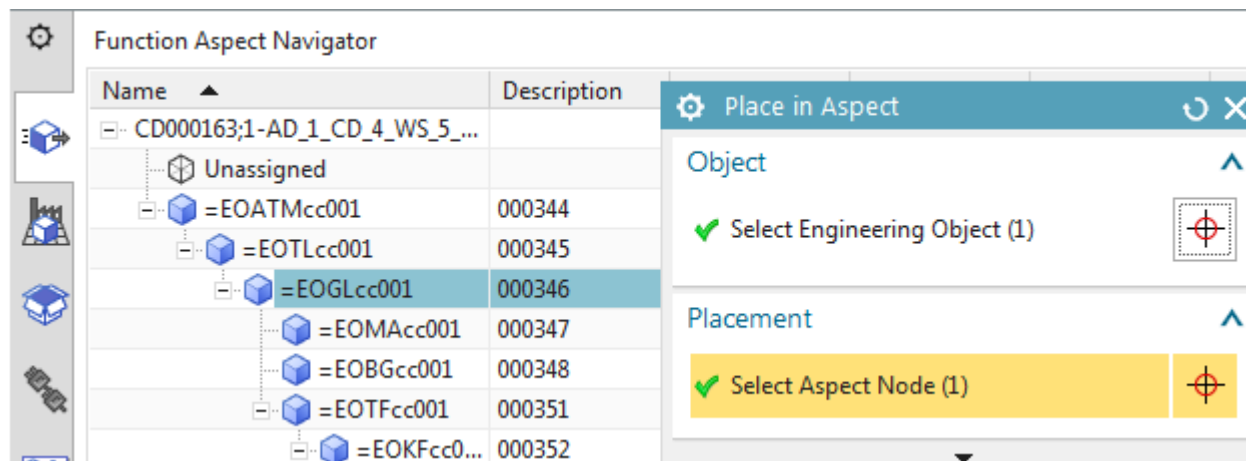 Function Aspect Navigator
Name Description
CD000163;1-AD_1_CD_4_WS_5_...
Unassigned
=EOATMcc001 000344
=EOTLcc001 000345
=EOGLcc001 000346
=EOMAcc001 000347
=EOBGcc001 000348
=EOTFcc001 000351
=EOKFcc0... 000352
Place in Aspect
Object
Select Engineering Object (1)
Placement
Select Aspect Node (1)